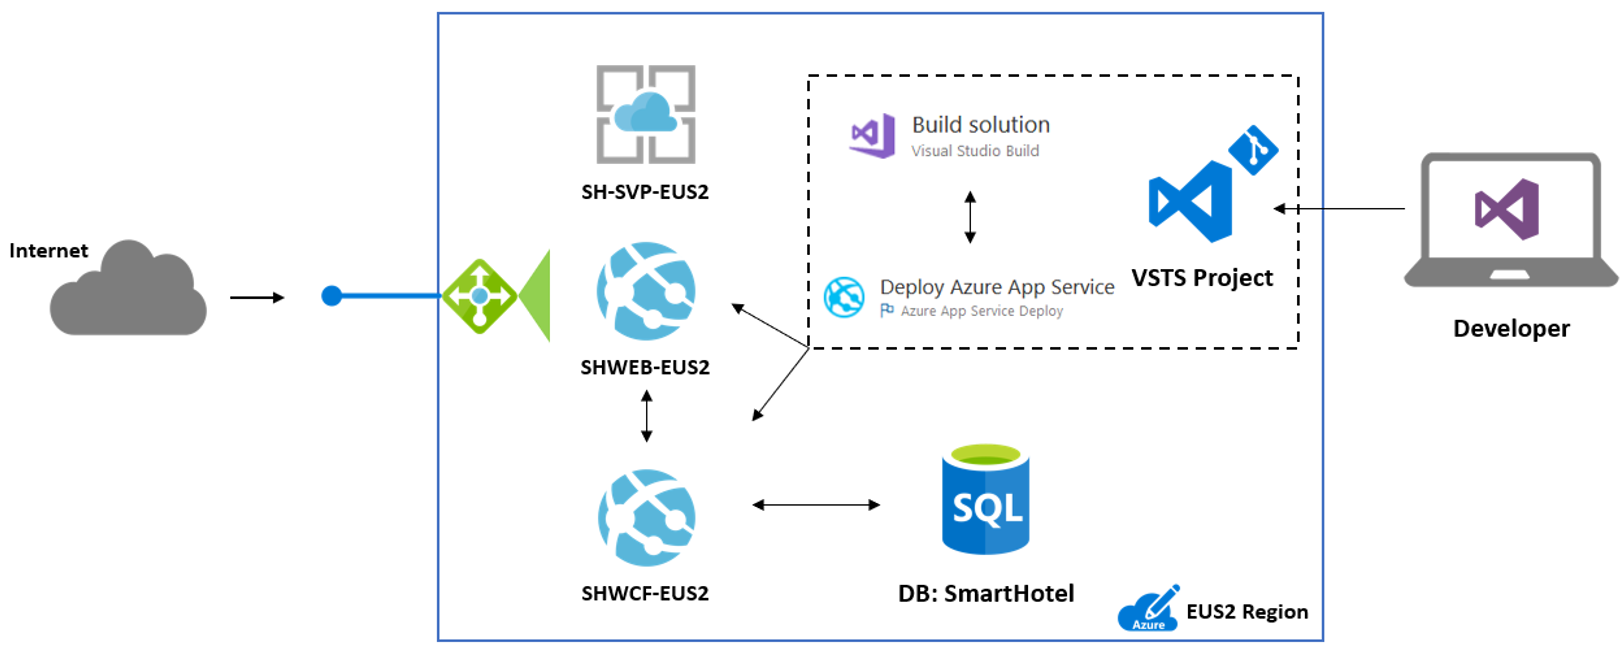 Internet
SH-SVP-EUS2
SHWEB-EUS2
SHWCF-EUS2
Build solution
Visual Studio Build
Deploy Azure App Service
Azure App Service Deploy
VSTS Project
Developer
SQL
DB: SmartHotel
Azure
EUS2 Region